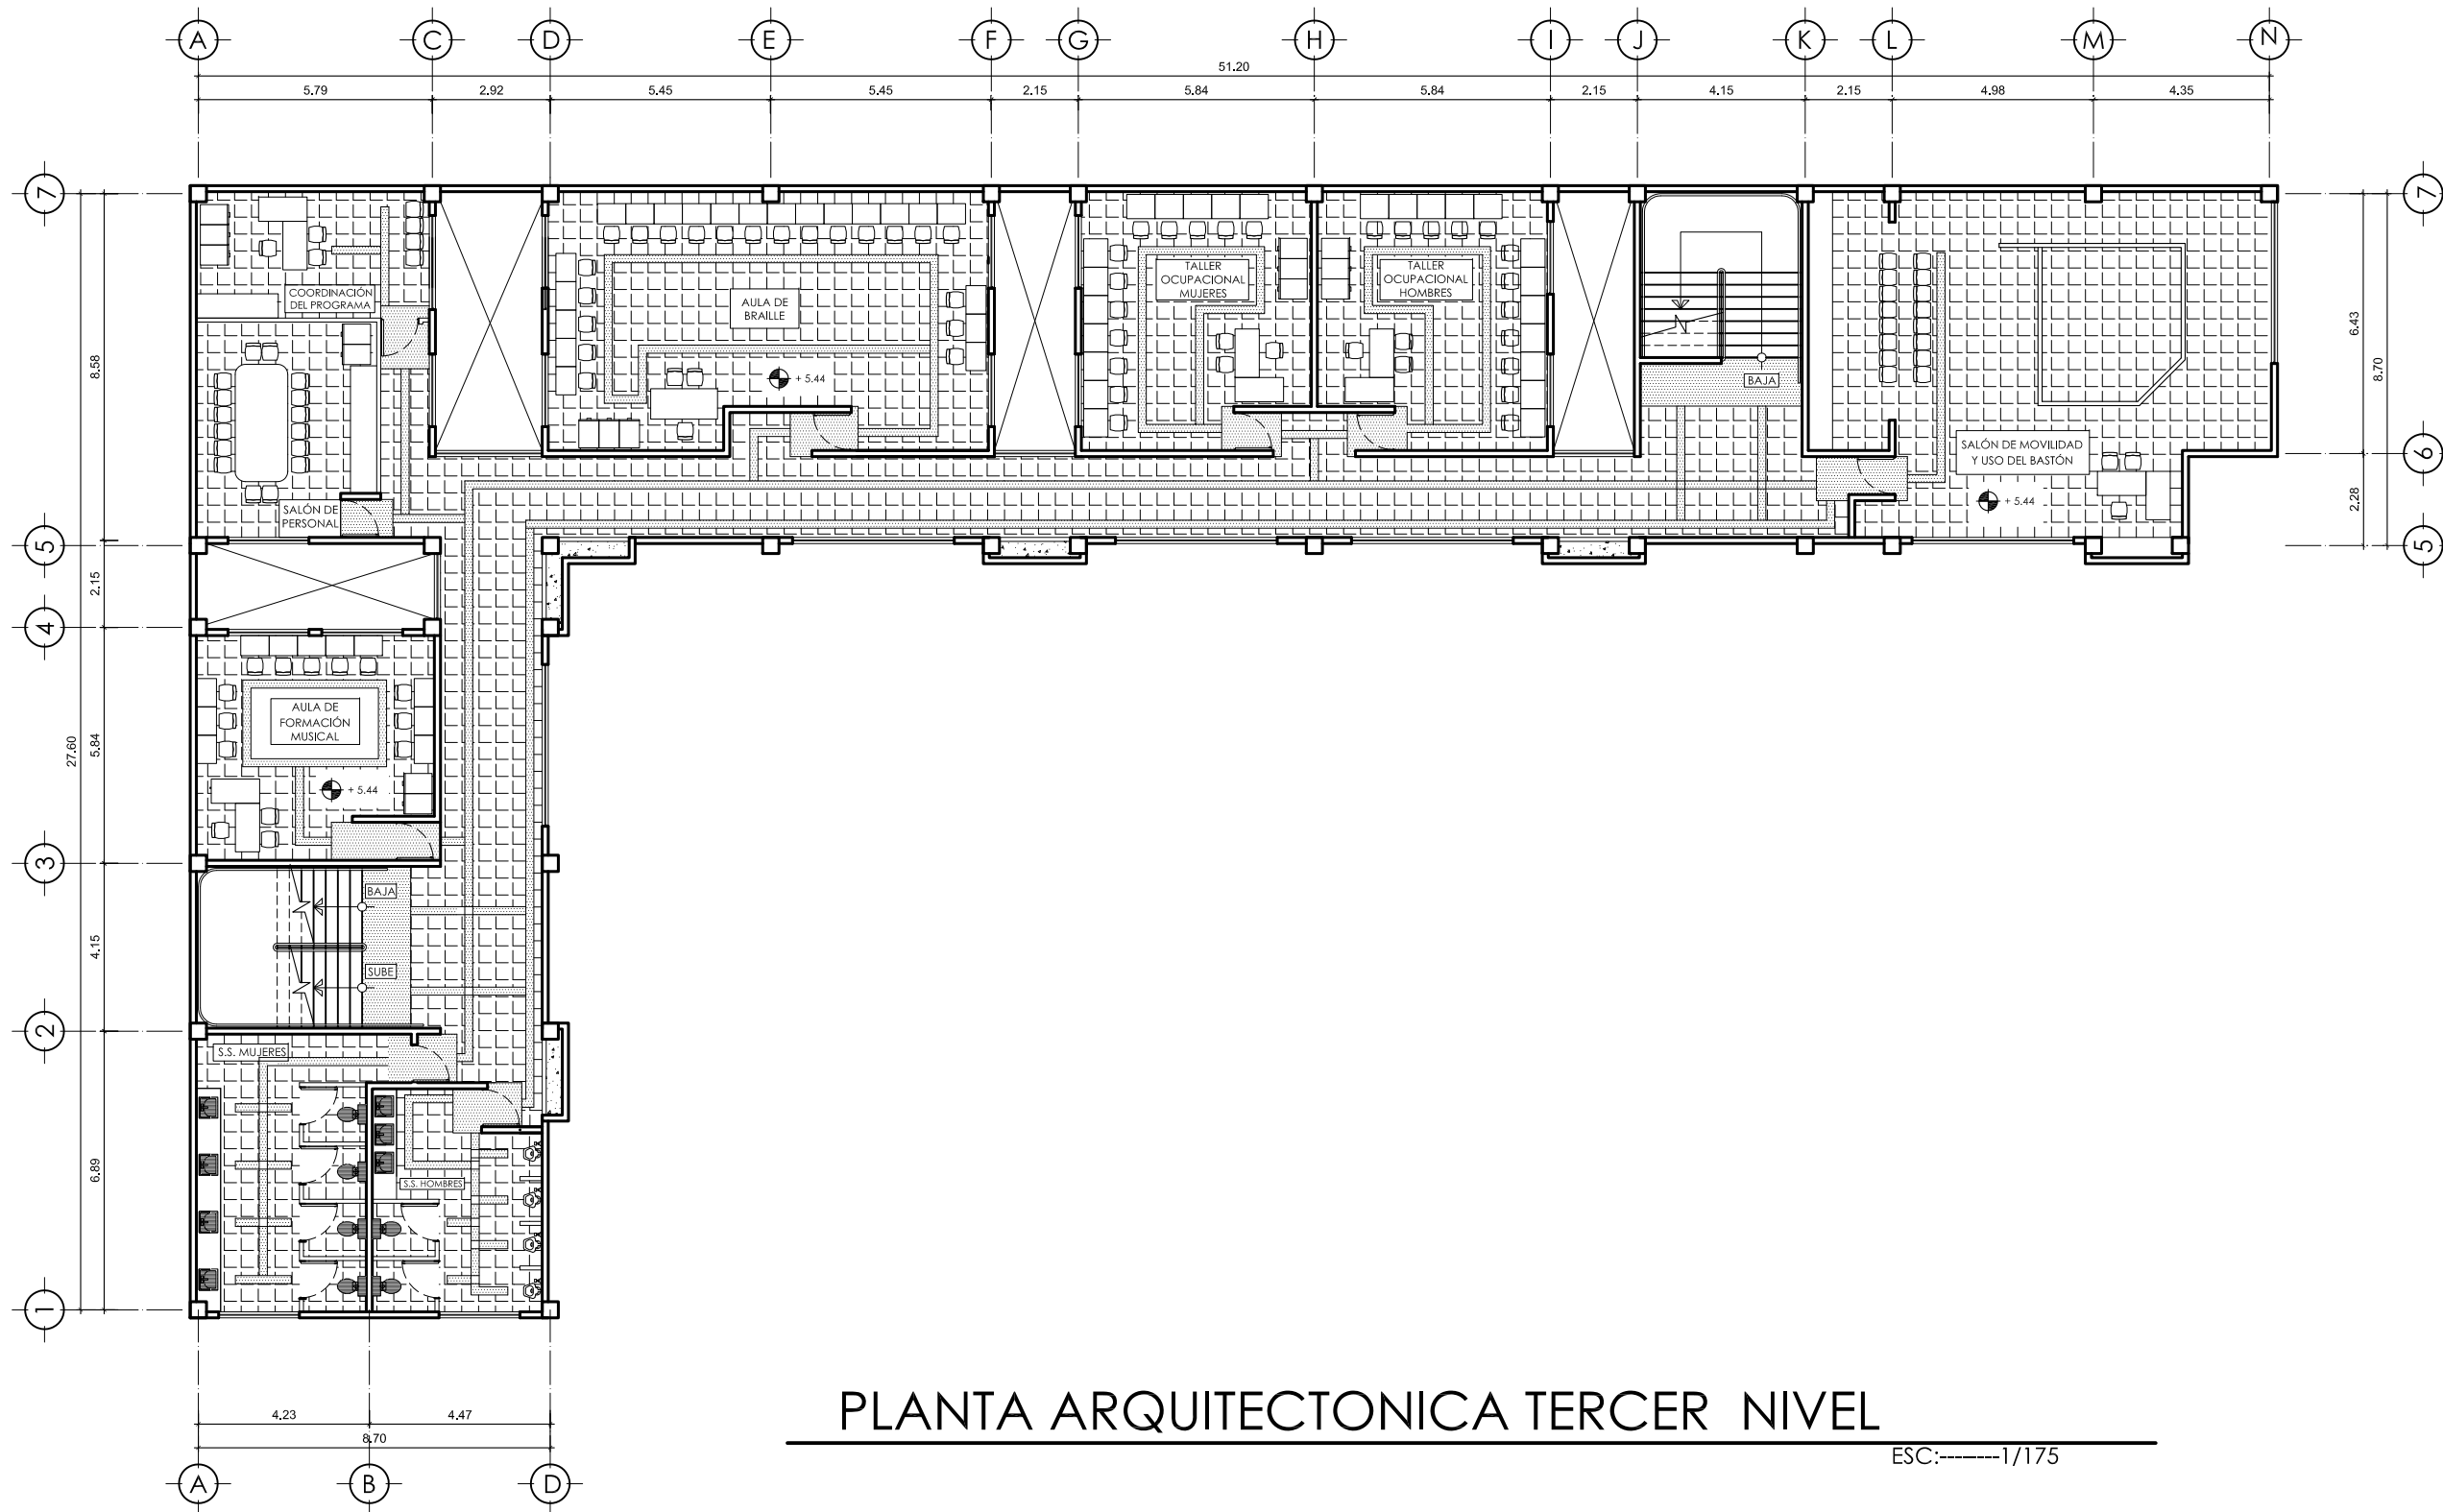 A C D E F G H I J K L M N
51.20
5.79 2.92 5.45 5.45 2.15 5.84 5.84 2.15 4.15 2.15 4.98 4.35
7 7
COORDINACIÓN
DEL PROGRAMA
AULA DE
BRAILLE
+ 5.44
TALLER
OCUPACIONAL
MUJERES
TALLER
OCUPACIONAL
HOMBRES
BAJA
SALÓN DE MOVILIDAD
Y USO DEL BASTÓN
+ 5.44
8.58
6.43
8.70
6
2.28
SALÓN DE
PERSONAL
5 5
2.15
4
AULA DE
FORMACIÓN
MUSICAL
+ 5.44
27.60
5.84
3
BAJA
4.15
SUBE
2
S.S. MUJERES
S.S. HOMBRES
6.89
1
4.23 4.47
8.70
A B D
PLANTA ARQUITECTONICA TERCER NIVEL
ESC:--------1/175